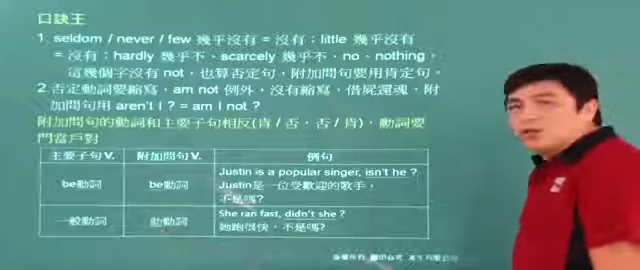 口訣王
1. seldom / never / few 幾乎沒有 = 沒有；little 幾乎沒有
= 沒有；hardly 幾乎不、scarcely 幾乎不、no、nothing，
這幾個字沒有 not，也算否定句，附加問句要用肯定句。
2. 否定動詞要縮寫，am not 例外，沒有縮寫，借屍還魂，附
加問句用 aren't I ? = am I not ?
附加問句的動詞和主要子句相反(肯 / 否，否 / 肯)，動詞要
門當戶對
主要子句V. 附加問句V. 例句
be動詞 be動詞 Justin is a popular singer, isn't he ?
Justin是一位受歡迎的歌手，
不是嗎?
一般動詞 助動詞 She ran fast, didn't she ?
她跑很快，不是嗎?